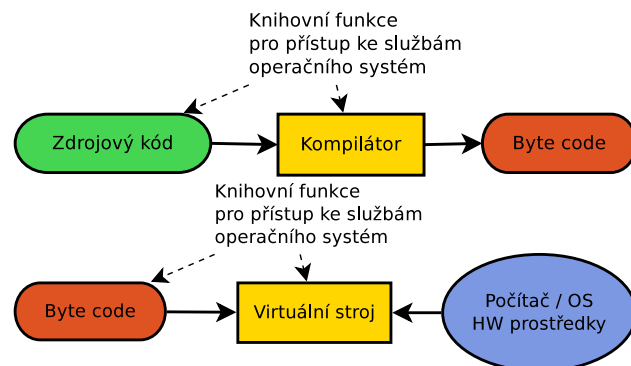 Knihovní funkce
pro přístup ke službám
operačního systém
Zdrojový kód
Kompilátor
Byte code
Knihovní funkce
pro přístup ke službám
operačního systém
Byte code
Virtuální stroj
Počítač / OS
HW prostředky